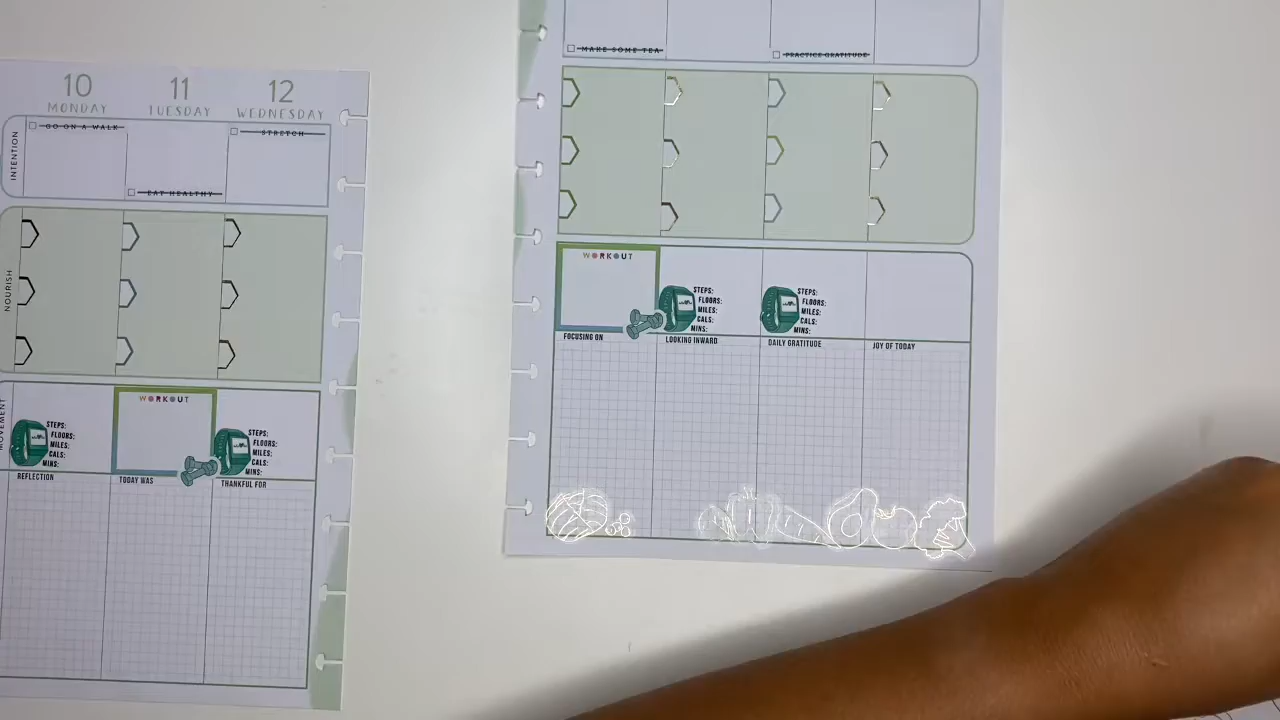 10 11 12
MONDAY TUESDAY WEDNESDAY
INTENTION
GO ON A WALK
STRETCH
EAT HEALTHY
NOURISH
MOVEMENT
STEPS:
FLOORS:
MILES:
CALS:
MINS:
WORKOUT
STEPS:
FLOORS:
MILES:
CALS:
MINS:
REFLECTION
TODAY WAS
THANKFUL FOR
MAKE SOME TEA
PRACTICE GRATITUDE
WORKOUT
STEPS:
FLOORS:
MILES:
CALS:
MINS:
STEPS:
FLOORS:
MILES:
CALS:
MINS:
FOCUSING ON
LOOKING INWARD
DAILY GRATITUDE
JOY OF TODAY